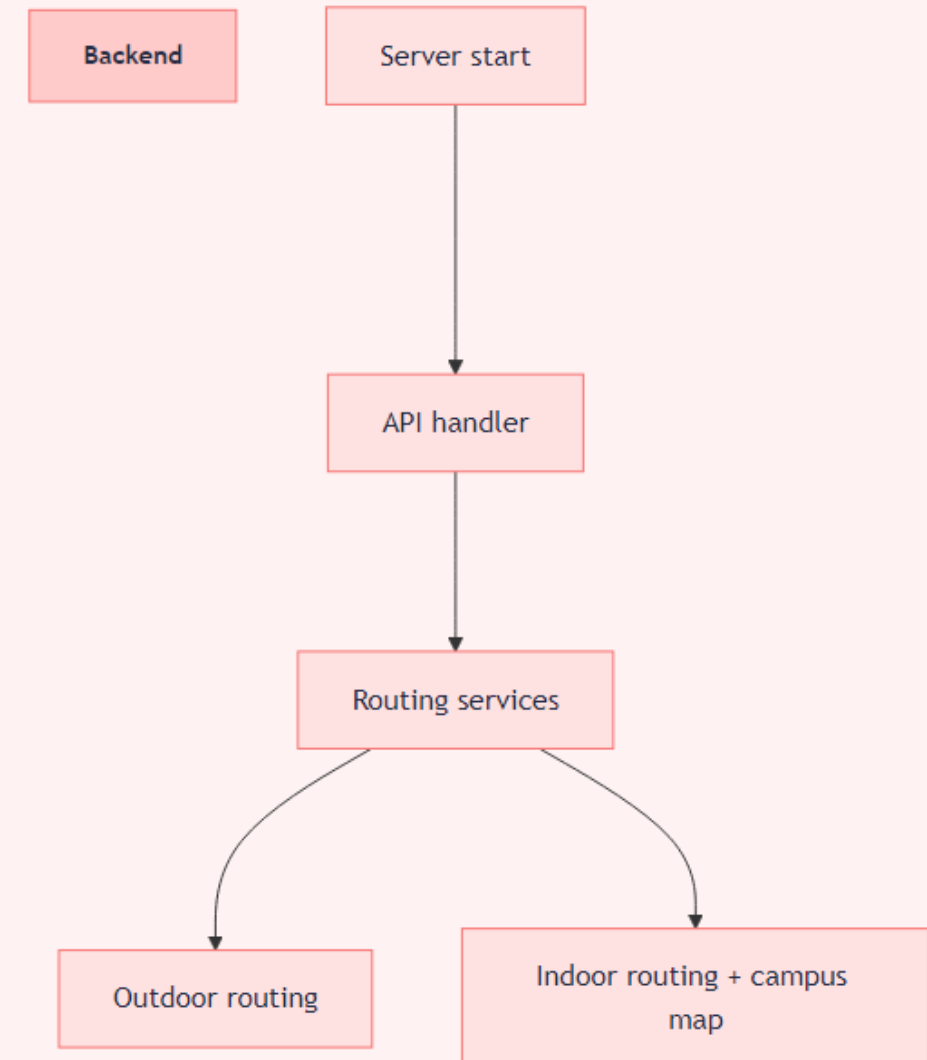 Backend
Server start
API handler
Routing services
Outdoor routing
Indoor routing + campus
map